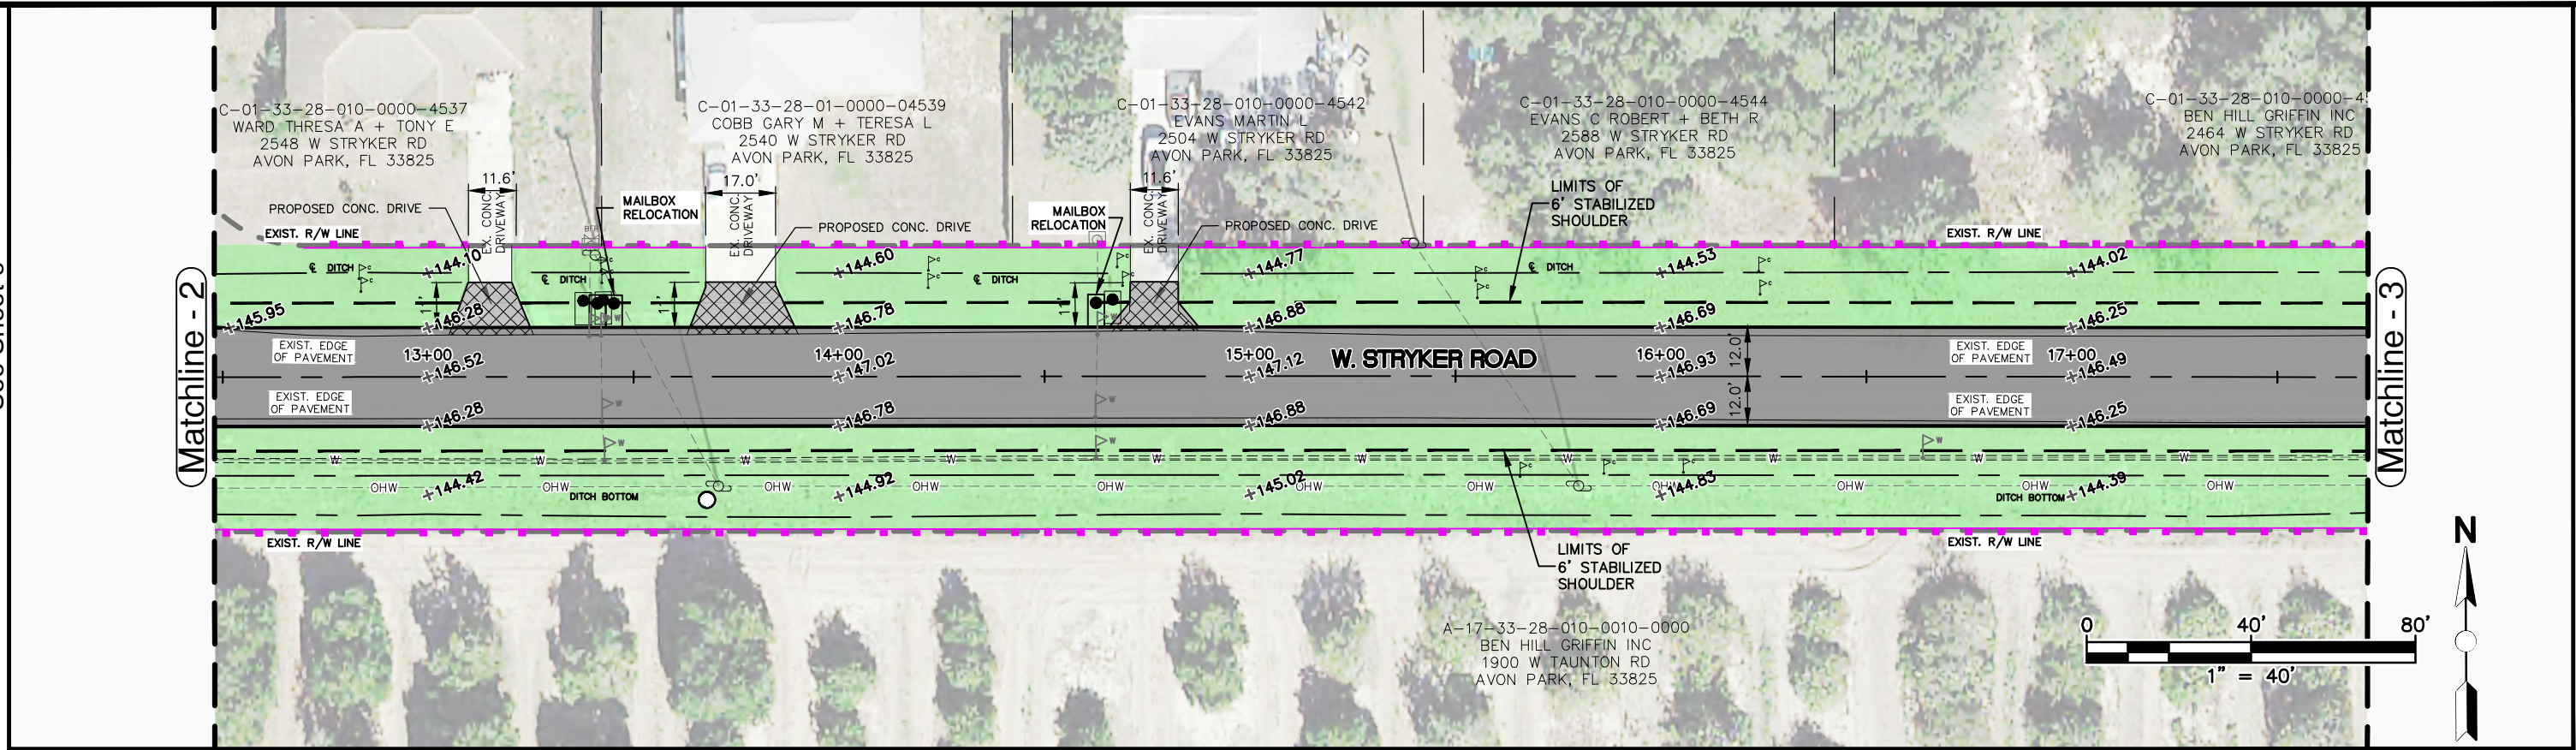 C-01-33-28-010-0000-4537
WARD THRESA A + TONY E
2548 W STRYKER RD
AVON PARK, FL 33825
C-01-33-28-01-0000-04539
COBB GARY M + TERESA L
2540 W STRYKER RD
AVON PARK, FL 33825
C-01-33-28-010-0000-4542
EVANS MARTIN L
2504 W STRYKER RD
AVON PARK, FL 33825
C-01-33-28-010-0000-4544
EVANS C ROBERT + BETH R
2588 W STRYKER RD
AVON PARK, FL 33825
C-01-33-28-010-0000-4
BEN HILL GRIFFIN INC
2464 W STRYKER RD
AVON PARK, FL 33825
11.6'
17.0'
11.6'
EX. CONC.
DRIVEWAY
EX. CONC.
DRIVEWAY
EX. CONC.
DRIVEWAY
PROPOSED CONC. DRIVE
MAILBOX
RELOCATION
PROPOSED CONC. DRIVE
MAILBOX
RELOCATION
PROPOSED CONC. DRIVE
LIMITS OF
6' STABILIZED
SHOULDER
EXIST. R/W LINE
EXIST. R/W LINE
DITCH
DITCH
DITCH
DITCH
+144.10
+144.60
+144.77
+144.53
+144.02
11'
11'
11'
+145.95
+146.28
+146.78
+146.88
+146.69
+146.25
Matchline - 2
Matchline - 3
EXIST. EDGE
OF PAVEMENT
13+00
14+00
15+00
W. STRYKER ROAD
16+00
EXIST. EDGE
OF PAVEMENT
17+00
12.0'
+146.52
+147.02
+147.12
+146.93
+146.49
EXIST. EDGE
OF PAVEMENT
12.0'
EXIST. EDGE
OF PAVEMENT
+146.28
+146.78
+146.88
+146.69
+146.25
W W W W W W W W W W
OHW OHW OHW OHW OHW OHW OHW OHW OHW OHW
+144.42
+144.92
+145.02
+144.83
+144.39
DITCH BOTTOM
DITCH BOTTOM
EXIST. R/W LINE
EXIST. R/W LINE
LIMITS OF
6' STABILIZED
SHOULDER
A-17-33-28-010-0010-0000
BEN HILL GRIFFIN INC
1900 W TAUNTON RD
AVON PARK, FL 33825
N
0 40' 80'
1" = 40'